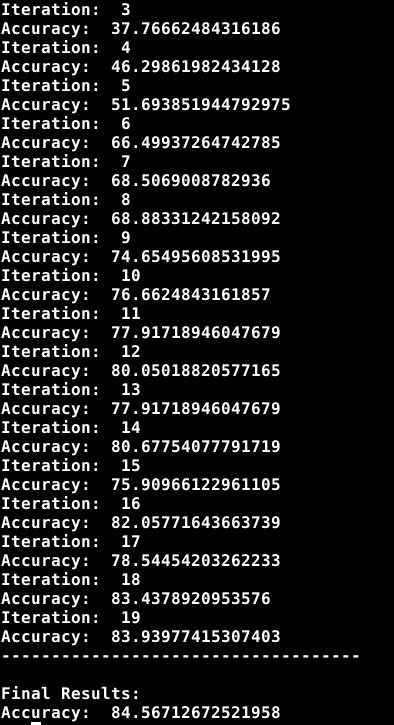 Iteration:  3
Accuracy:  37.76662484316186
Iteration:  4
Accuracy:  46.29861982434128
Iteration:  5
Accuracy:  51.693851944792975
Iteration:  6
Accuracy:  66.49937264742785
Iteration:  7
Accuracy:  68.5069008782936
Iteration:  8
Accuracy:  68.88331242158092
Iteration:  9
Accuracy:  74.65495608531995
Iteration:  10
Accuracy:  76.6624843161857
Iteration:  11
Accuracy:  77.91718946047679
Iteration:  12
Accuracy:  80.05018820577165
Iteration:  13
Accuracy:  77.91718946047679
Iteration:  14
Accuracy:  80.67754077791719
Iteration:  15
Accuracy:  75.90966122961105
Iteration:  16
Accuracy:  82.05771643663739
Iteration:  17
Accuracy:  78.54454203262233
Iteration:  18
Accuracy:  83.4378920953576
Iteration:  19
Accuracy:  83.93977415307403
------------------------------------
Final Results:
Accuracy:  84.56712672521958